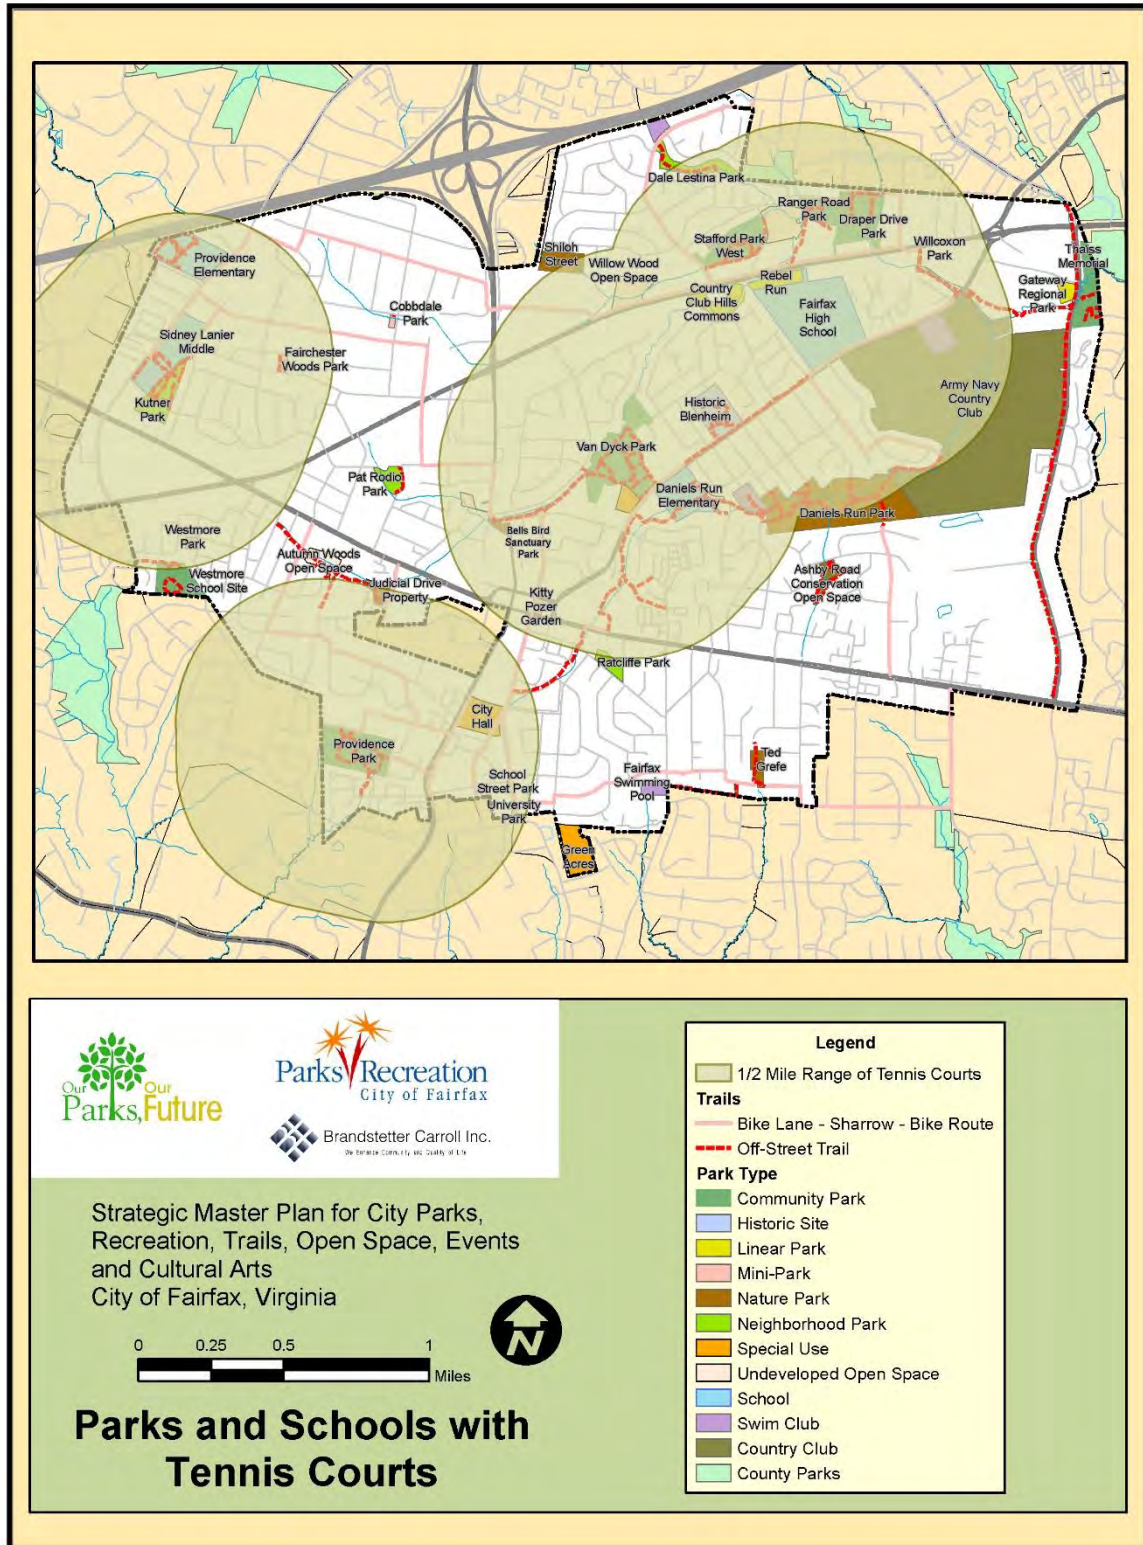 Dale Lestina Park
Ranger Road
Park
Draper Drive
Park
Stafford Park
West
Willcoxon
Park
Thaiss
Memorial
Providence
Elementary
Shiloh
Street
Willow Wood
Open Space
Country
Club Hills
Commons
Rebel
Run
Gateway
Regional
Park
Fairfax
High
School
Cobbdale
Park
Sidney Lanier
Middle
Fairchester
Woods Park
Kutner
Park
Army Navy
Country
Club
Historic
Blenheim
Van Dyck Park
Pat Rodio
Park
Daniels Run
Elementary
Daniels Run Park
Westmore
Park
Bells Bird
Sanctuary
Park
Autumn Woods
Open Space
Westmore
School Site
Judicial Drive
Property
Ashby Road
Conservation
Open Space
Kitty
Pozer
Garden
Ratcliffe Park
City
Hall
Providence
Park
School
Street Park
University
Park
Fairfax
Swimming
Pool
Ted
Grefe
Green
Acres
Our
Parks,
Our
Future
Parks Recreation
City of Fairfax
Brandstetter Carroll Inc.
We Enhance Community and Quality of Life
Strategic Master Plan for City Parks,
Recreation, Trails, Open Space, Events
and Cultural Arts
City of Fairfax, Virginia
N
0 0.25 0.5 1
Miles
Parks and Schools with
Tennis Courts
Legend
1/2 Mile Range of Tennis Courts
Trails
Bike Lane - Sharrow - Bike Route
Off-Street Trail
Park Type
Community Park
Historic Site
Linear Park
Mini-Park
Nature Park
Neighborhood Park
Special Use
Undeveloped Open Space
School
Swim Club
Country Club
County Parks